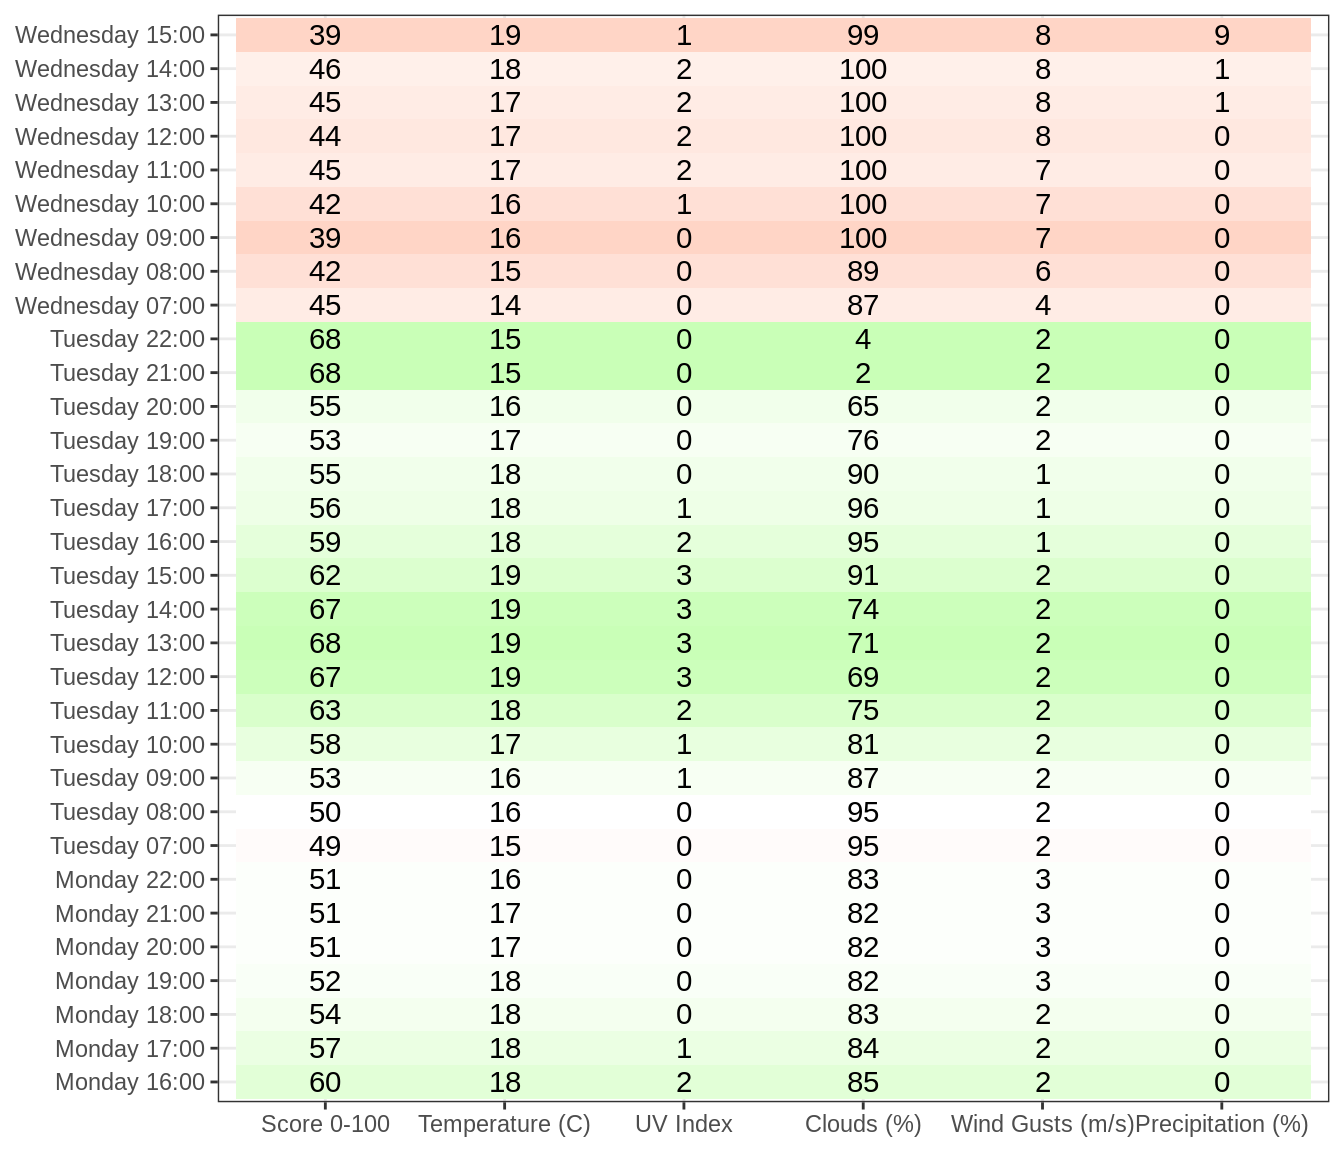 Wednesday 15:00 39 19 1 99 8 9
Wednesday 14:00 46 18 2 100 8 1
Wednesday 13:00 45 17 2 100 8 1
Wednesday 12:00 44 17 2 100 8 0
Wednesday 11:00 45 17 2 100 7 0
Wednesday 10:00 42 16 1 100 7 0
Wednesday 09:00 39 16 0 100 7 0
Wednesday 08:00 42 15 0 89 6 0
Wednesday 07:00 45 14 0 87 4 0
Tuesday 22:00 68 15 0 4 2 0
Tuesday 21:00 68 15 0 2 2 0
Tuesday 20:00 55 16 0 65 2 0
Tuesday 19:00 53 17 0 76 2 0
Tuesday 18:00 55 18 0 90 1 0
Tuesday 17:00 56 18 1 96 1 0
Tuesday 16:00 59 18 2 95 1 0
Tuesday 15:00 62 19 3 91 2 0
Tuesday 14:00 67 19 3 74 2 0
Tuesday 13:00 68 19 3 71 2 0
Tuesday 12:00 67 19 3 69 2 0
Tuesday 11:00 63 18 2 75 2 0
Tuesday 10:00 58 17 1 81 2 0
Tuesday 09:00 53 16 1 87 2 0
Tuesday 08:00 50 16 0 95 2 0
Tuesday 07:00 49 15 0 95 2 0
Monday 22:00 51 16 0 83 3 0
Monday 21:00 51 17 0 82 3 0
Monday 20:00 51 17 0 82 3 0
Monday 19:00 52 18 0 82 3 0
Monday 18:00 54 18 0 83 2 0
Monday 17:00 57 18 1 84 2 0
Monday 16:00 60 18 2 85 2 0
Score 0-100 Temperature (C) UV Index Clouds (%) Wind Gusts (m/s) Precipitation (%)